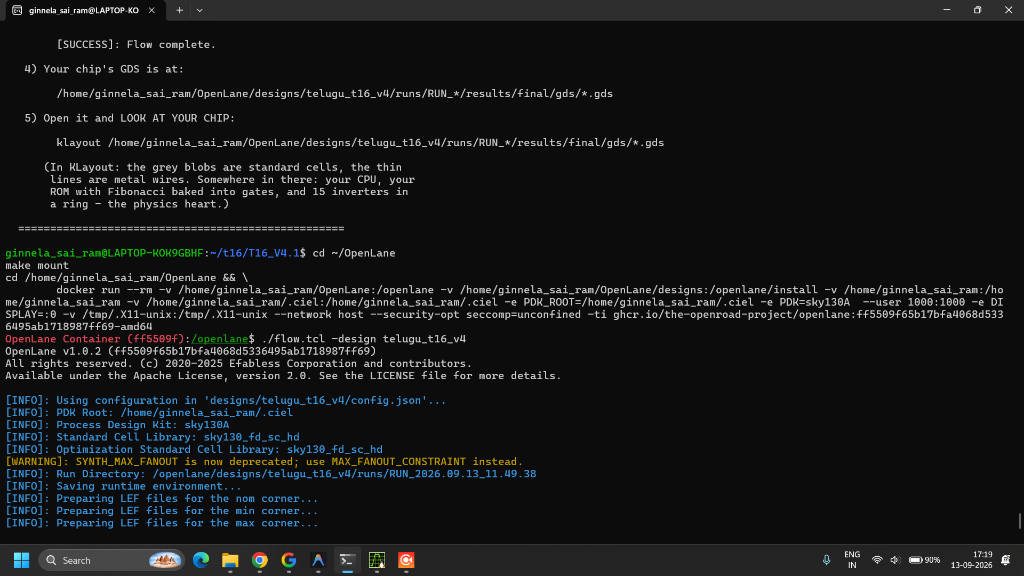 ginnela_sai_ram@LAPTOP-KO
[SUCCESS]: Flow complete.
4) Your chip's GDS is at:
/home/ginnela_sai_ram/OpenLane/designs/telugu_t16_v4/runs/RUN_*/results/final/gds/*.gds
5) Open it and LOOK AT YOUR CHIP:
klayout /home/ginnela_sai_ram/OpenLane/designs/telugu_t16_v4/runs/RUN_*/results/final/gds/*.gds
(In KLayout: the grey blobs are standard cells, the thin
lines are metal wires. Somewhere in there: your CPU, your
ROM with Fibonacci baked into gates, and 15 inverters in
a ring - the physics heart.)
==================================================
ginnela_sai_ram@LAPTOP-KOK9GBHF:~/t16/T16_V4.1$ cd ~/OpenLane
make mount
cd /home/ginnela_sai_ram/OpenLane && \
docker run --rm -v /home/ginnela_sai_ram/OpenLane:/openlane -v /home/ginnela_sai_ram/OpenLane/designs:/openlane/install -v /home/ginnela_sai_ram:/ho
me/ginnela_sai_ram -v /home/ginnela_sai_ram/.ciel:/home/ginnela_sai_ram/.ciel -e PDK_ROOT=/home/ginnela_sai_ram/.ciel -e PDK=sky130A  --user 1000:1000 -e DI
SPLAY=:0 -v /tmp/.X11-unix:/tmp/.X11-unix --network host --security-opt seccomp=unconfined -ti ghcr.io/the-openroad-project/openlane:ff5509f65b17bfa4068d533
6495ab1718987ff69-amd64
OpenLane Container (ff5509f):/openlane$ ./flow.tcl -design telugu_t16_v4
OpenLane v1.0.2 (ff5509f65b17bfa4068d5336495ab1718987ff69)
All rights reserved. (c) 2020-2025 Efabless Corporation and contributors.
Available under the Apache License, version 2.0. See the LICENSE file for more details.
[INFO]: Using configuration in 'designs/telugu_t16_v4/config.json'...
[INFO]: PDK Root: /home/ginnela_sai_ram/.ciel
[INFO]: Process Design Kit: sky130A
[INFO]: Standard Cell Library: sky130_fd_sc_hd
[INFO]: Optimization Standard Cell Library: sky130_fd_sc_hd
[WARNING]: SYNTH_MAX_FANOUT is now deprecated; use MAX_FANOUT_CONSTRAINT instead.
[INFO]: Run Directory: /openlane/designs/telugu_t16_v4/runs/RUN_2026.09.13_11.49.38
[INFO]: Saving runtime environment...
[INFO]: Preparing LEF files for the nom corner...
[INFO]: Preparing LEF files for the min corner...
[INFO]: Preparing LEF files for the max corner...
Search
ENG
IN
90%
17:19
13-09-2026